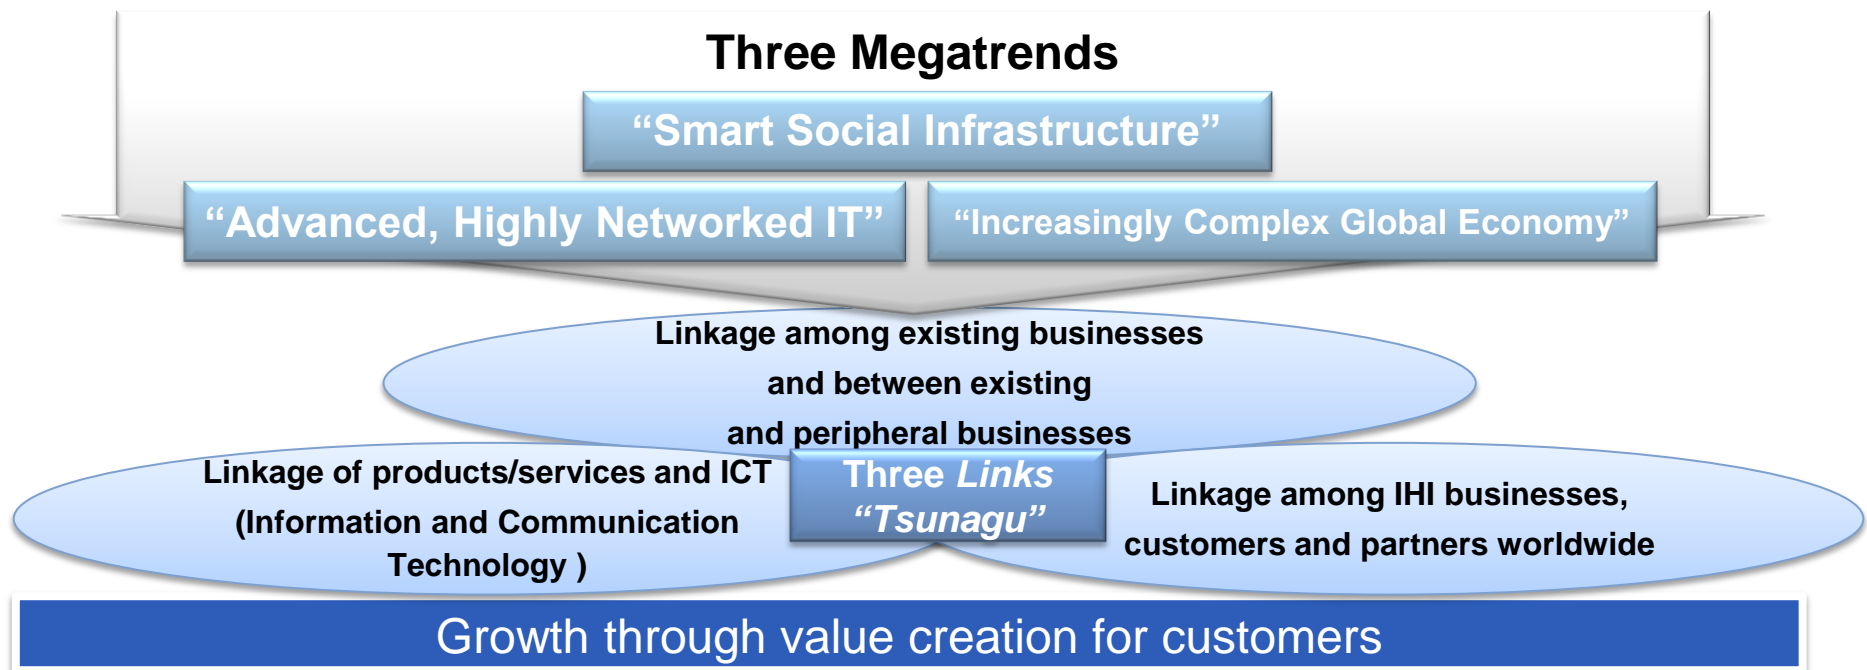 Three Megatrends
“Smart Social Infrastructure”
“Advanced, Highly Networked IT”
“Increasingly Complex Global Economy”
Linkage among existing businesses
and between existing
and peripheral businesses
Linkage of products/services and ICT
(Information and Communication
Technology )
Three Links
“Tsunagu”
Linkage among IHI businesses,
customers and partners worldwide
Growth through value creation for customers